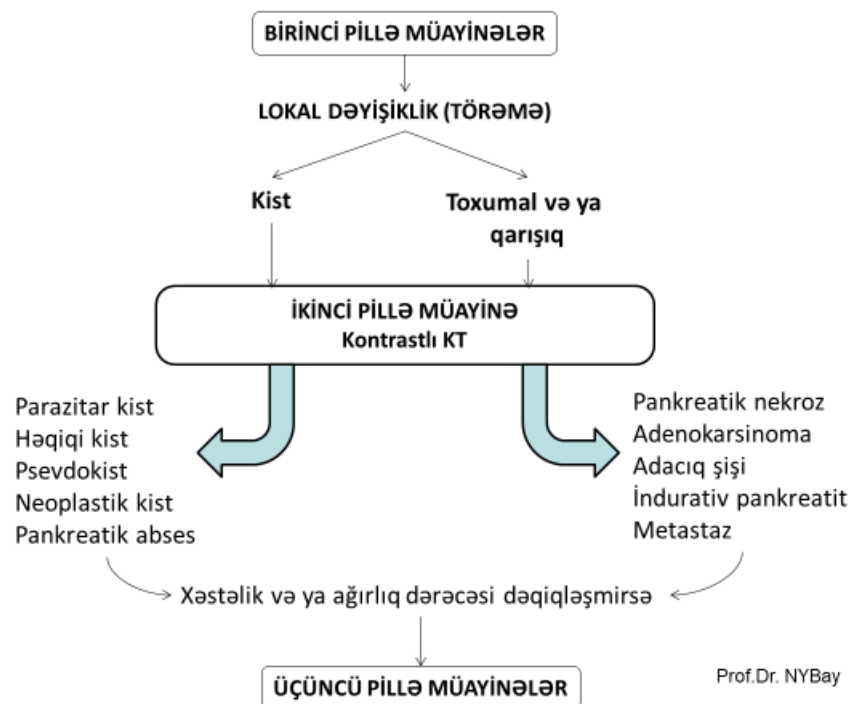 BİRİNCİ PİLLƏ MÜAYİNƏLƏR
LOKAL DƏYİŞİKLİK (TÖRƏMƏ)
Kist
Toxumal və ya
qarışıq
İKİNCİ PİLLƏ MÜAYİNƏ
Kontrastlı KT
Parazitar kist
Həqiqi kist
Psevdokist
Neoplastik kist
Pankreatik abses
Pankreatik nekroz
Adenokarsinoma
Adacıq şişi
İndurativ pankreatit
Metastaz
Xəstəlik və ya ağırlıq dərəcəsi dəqiqləşmirsə
ÜÇÜNCÜ PİLLƏ MÜAYİNƏLƏR
Prof.Dr. NYBay